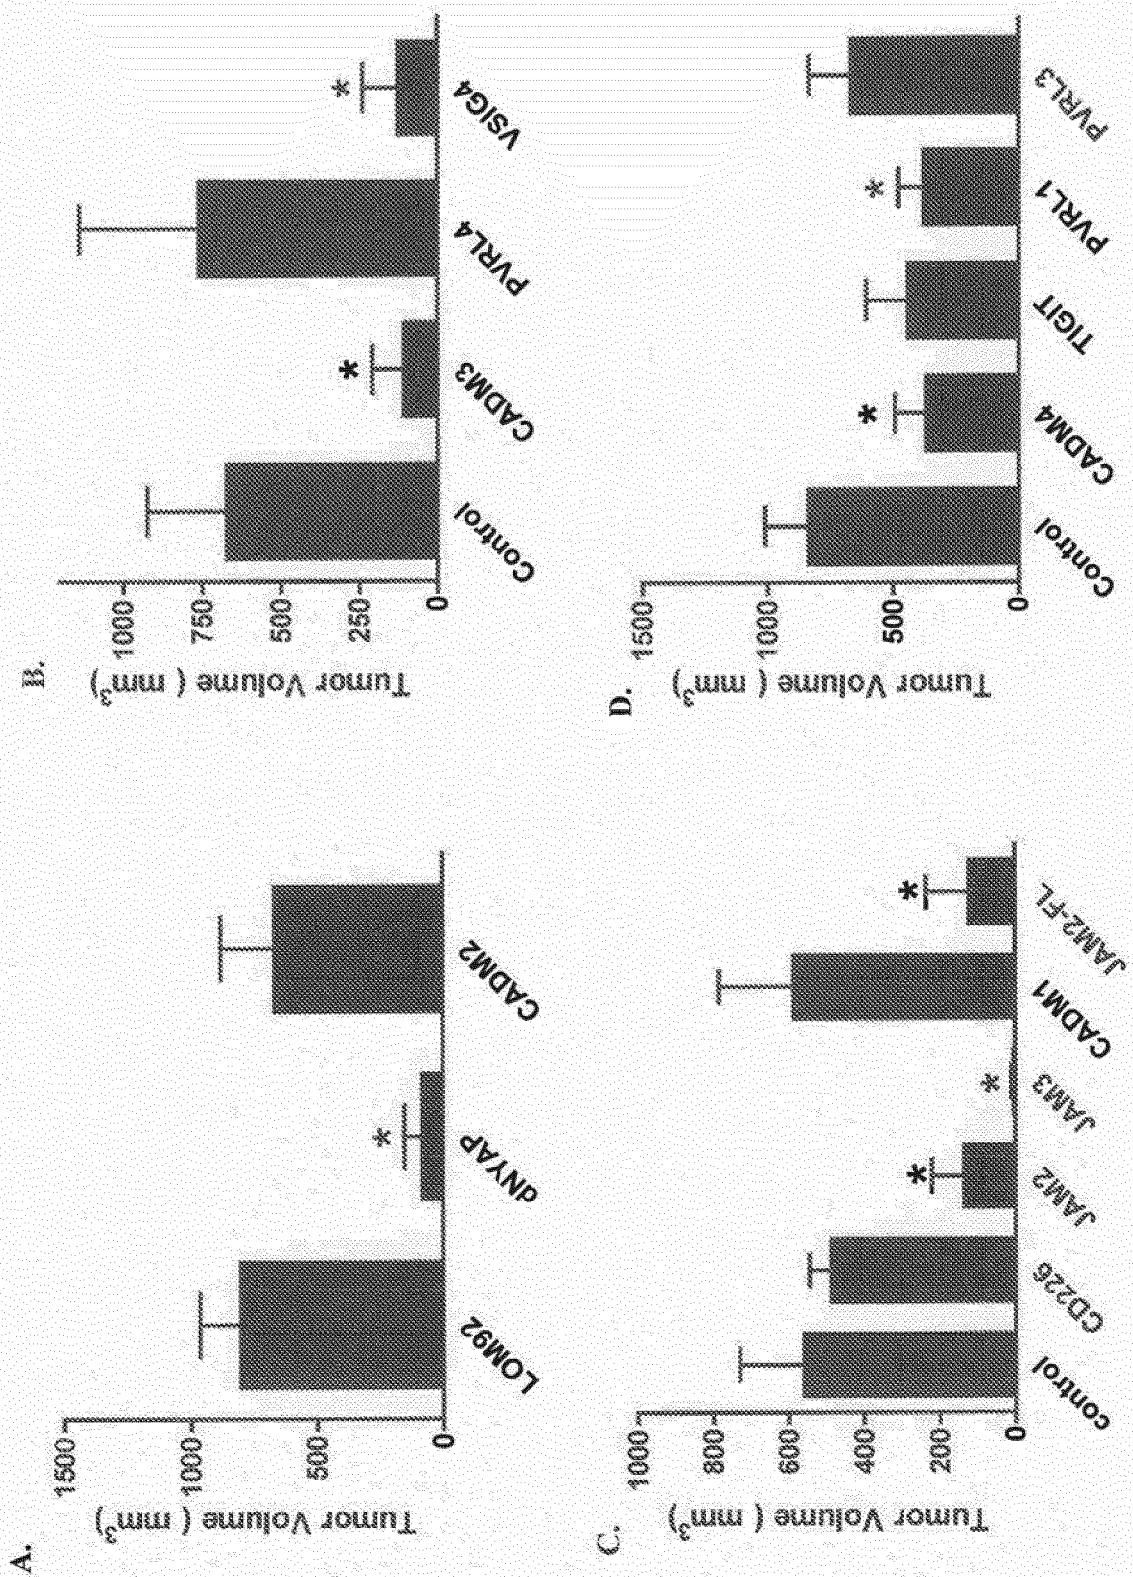 A.
Tumor Volume ( mm3)
1500
1000
500
0
*
LOM92
dNYAP
CADM2
B.
Tumor Volume ( mm3)
1000
750
500
250
0
*
*
Control
CADM3
PVRL4
VSIG4
C.
Tumor Volume ( mm3)
1000
800
600
400
200
0
*
*
*
control
CD226
JAM2
JAM3
CADM1
JAM2-FL
D.
Tumor Volume ( mm3)
1500
1000
500
0
*
*
Control
CADM4
TIGIT
PVRL1
PVRL3